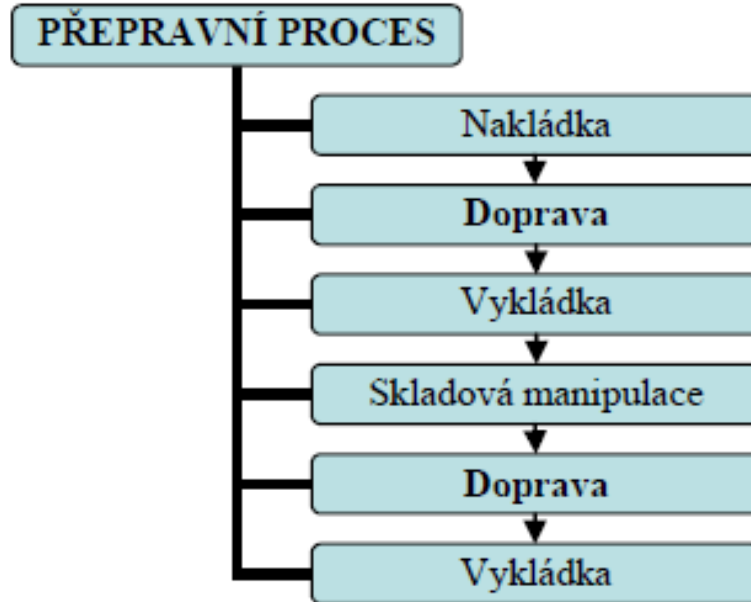 PŘEPRAVNÍ PROCES
Nakládka
Doprava
Vykládka
Skladová manipulace
Doprava
Vykládka